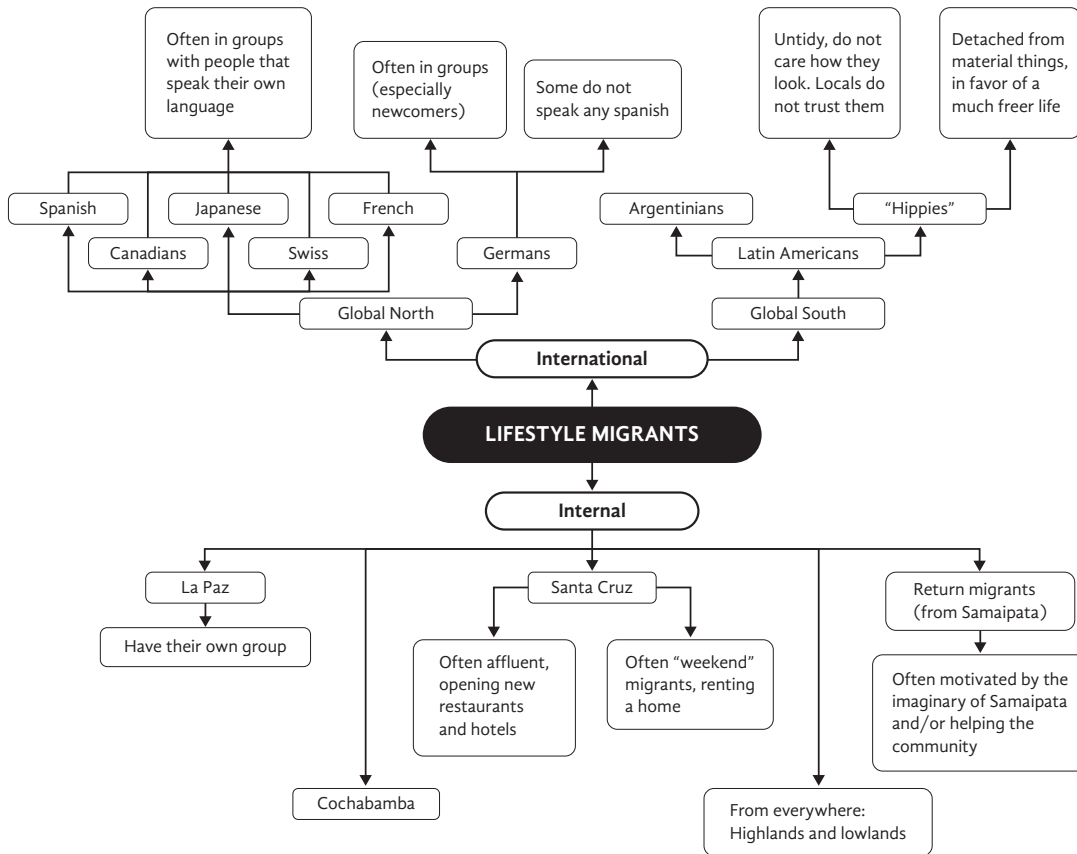 Often in groups
with people that
speak their own
language
Often in groups
(especially
newcomers)
Some do not
speak any spanish
Untidy, do not
care how they
look. Locals do
not trust them
Detached from
material things,
in favor of a
much freer life
Spanish
Japanese
French
Argentinians
“Hippies”
Canadians
Swiss
Germans
Latin Americans
Global North
Global South
International
LIFESTYLE MIGRANTS
Internal
La Paz
Santa Cruz
Return migrants
(from Samaipata)
Have their own group
Often affluent,
opening new
restaurants
and hotels
Often “weekend”
migrants, renting
a home
Often motivated by the
imaginary of Samaipata
and/or helping the
community
Cochabamba
From everywhere:
Highlands and lowlands